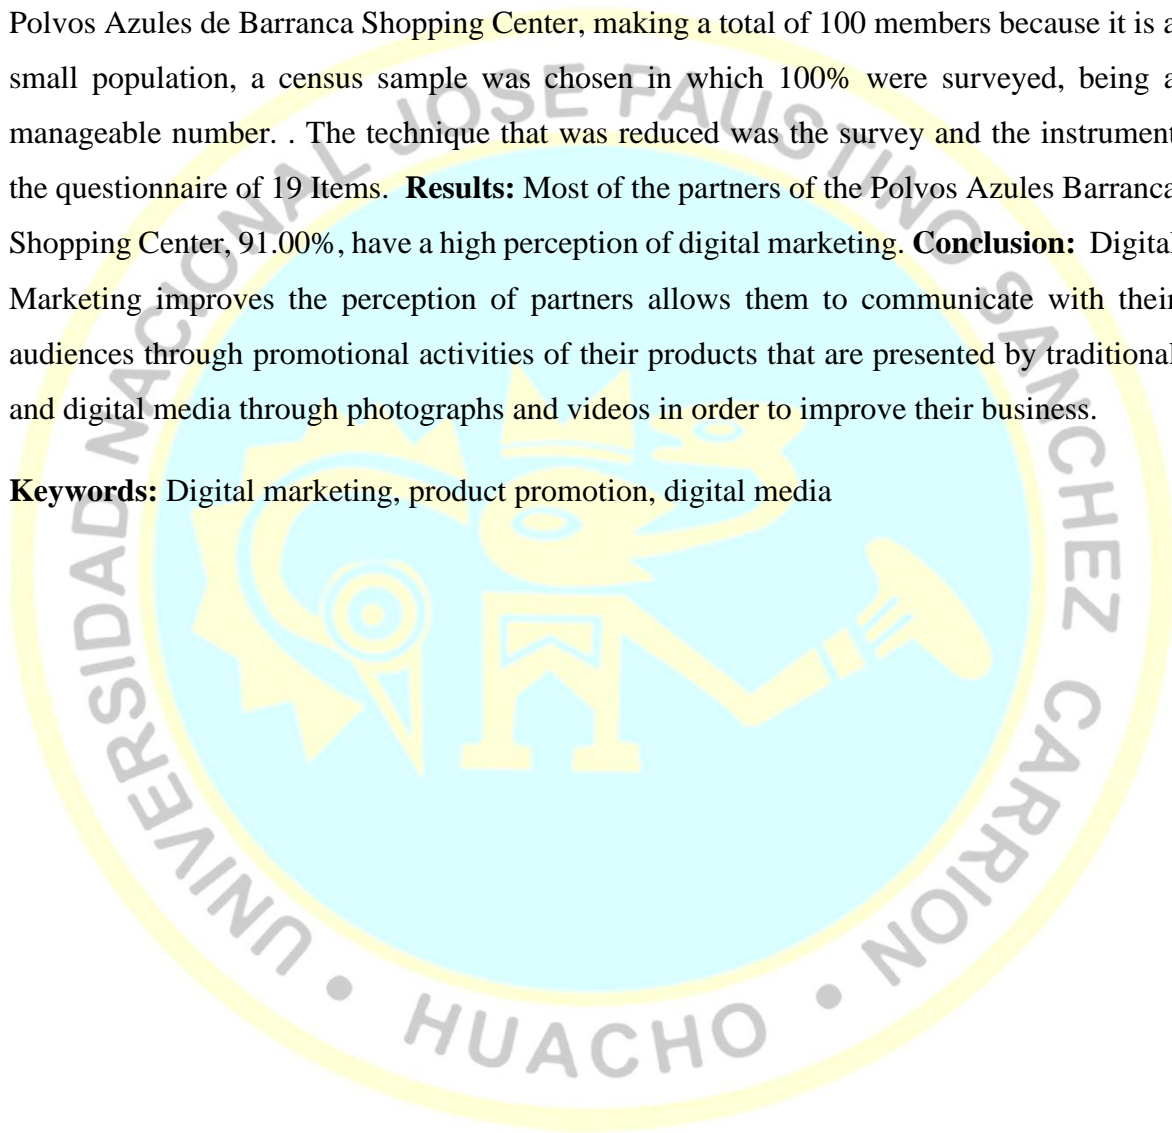 Polvos Azules de Barranca Shopping Center, making a total of 100 members because it is a
small population, a census sample was chosen in which 100% were surveyed, being a
manageable number. . The technique that was reduced was the survey and the instrument
the questionnaire of 19 Items. Results: Most of the partners of the Polvos Azules Barranca
Shopping Center, 91.00%, have a high perception of digital marketing. Conclusion: Digital
Marketing improves the perception of partners allows them to communicate with their
audiences through promotional activities of their products that are presented by traditional
and digital media through photographs and videos in order to improve their business.
Keywords: Digital marketing, product promotion, digital media
UNIVERSIDAD NACIONAL JOSE FAUSTINO SANCHEZ CARRION
• HUACHO •